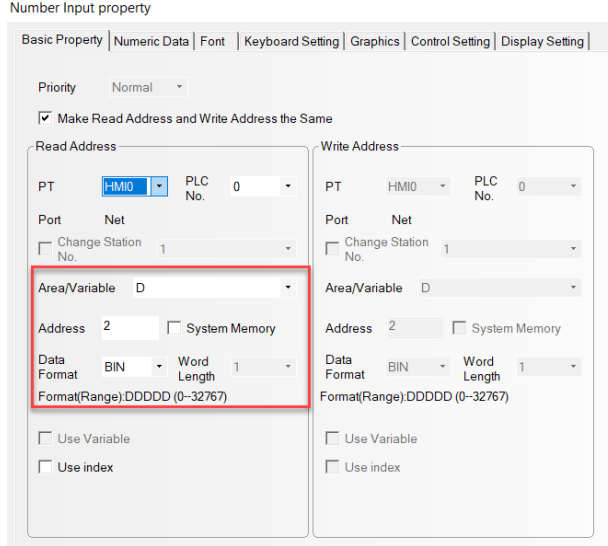 Number Input property
Basic Property Numeric Data Font Keyboard Setting Graphics Control Setting Display Setting
Priority Normal
Make Read Address and Write Address the Same
Read Address
PT HMI0 PLC No. 0
Port Net
Change Station No. 1
Area/Variable D
Address 2 System Memory
Data Format BIN Word Length 1
Format(Range):DDDDD (0--32767)
Use Variable
Use index
Write Address
PT HMI0 PLC No. 0
Port Net
Change Station No. 1
Area/Variable D
Address 2 System Memory
Data Format BIN Word Length 1
Format(Range):DDDDD (0--32767)
Use Variable
Use index